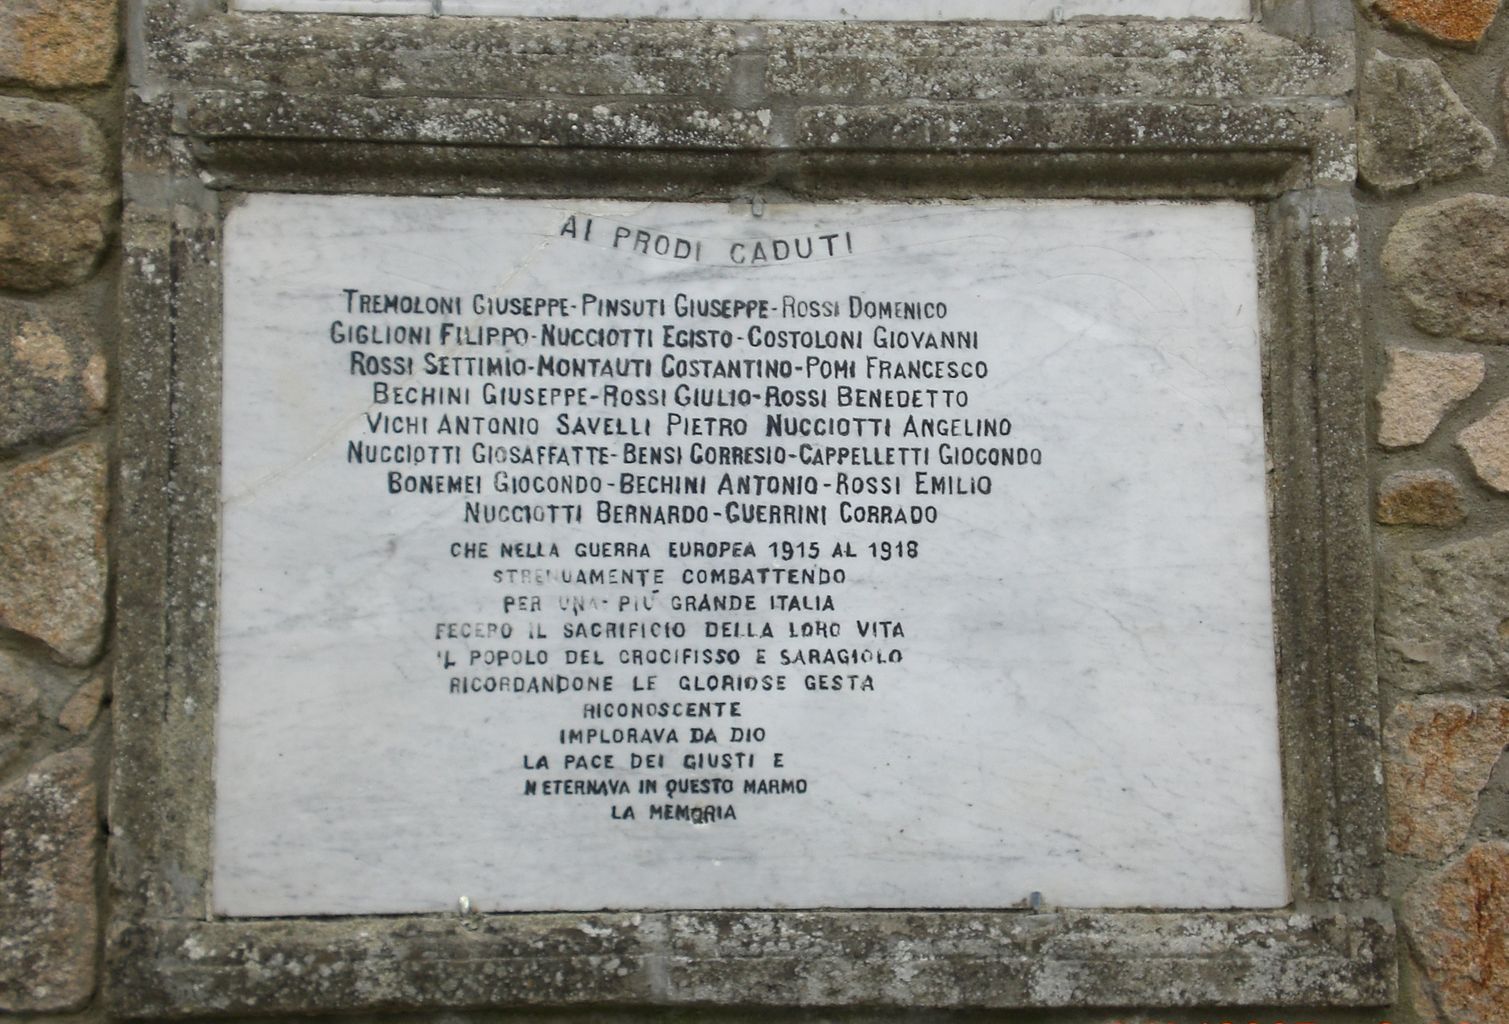 AI PRODI CADUTI
TREMOLONI GIUSEPPE-PINSUTI GIUSEPPE-ROSSI DOMENICO
GIGLIONI FILIPPO-NUCCIOTTI EGISTO-COSTOLONI GIOVANNI
ROSSI SETTIMIO-MONTAUTI COSTANTINO-POMI FRANCESCO
BECHINI GIUSEPPE-ROSSI GIULIO-ROSSI BENEDETTO
VICHI ANTONIO SAVELLI PIETRO NUCCIOTTI ANGELINO
NUCCIOTTI GIOSAFATTE-BENSI CORRESIO-CAPPELLETTI GIOCONDO
BONEMEI GIOCONDO-BECHINI ANTONIO-ROSSI EMILIO
NUCCIOTTI BERNARDO-GUERRINI CORRADO
CHE NELLA GUERRA EUROPEA 1915 AL 1918
STRENUAMENTE COMBATTENDO
PER UNA PIÙ GRANDE ITALIA
FECERO IL SACRIFICIO DELLA LORO VITA
IL POPOLO DEL CROCIFISSO E SARAGIOLO
RICORDANDONE LE GLORIOSE GESTA
RICONOSCENTE
IMPLORAVA DA DIO
LA PACE DEI GIUSTI E
N'ETERNAVA IN QUESTO MARMO
LA MEMORIA